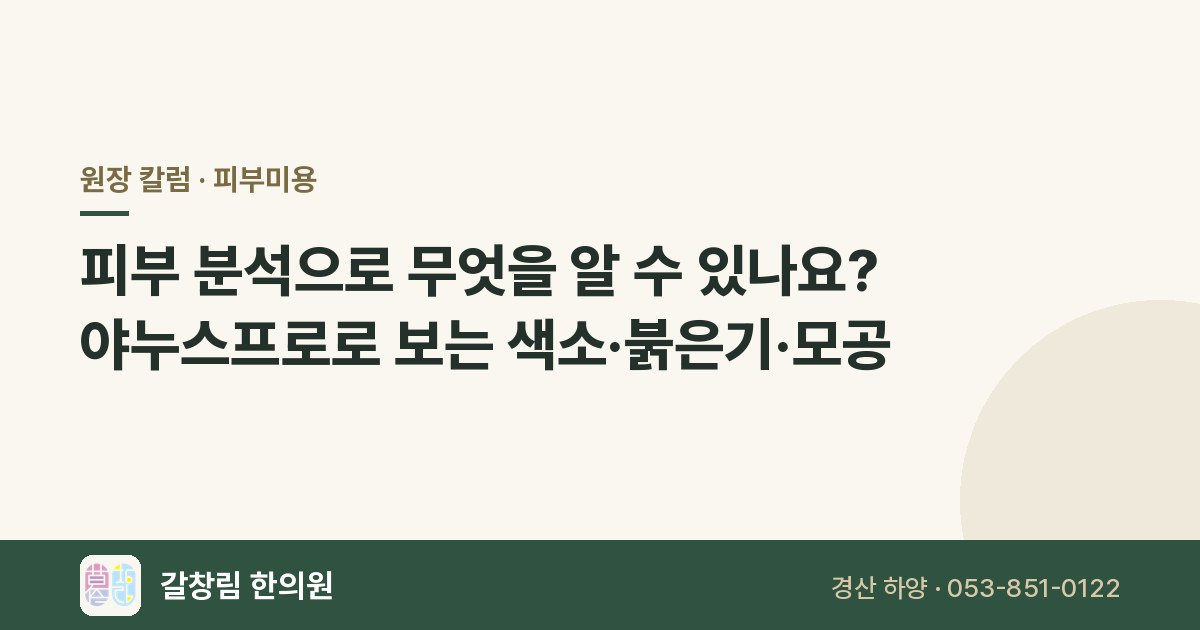 원장 칼럼 · 피부미용
피부 분석으로 무엇을 알 수 있나요?
야누스프로로 보는 색소·붉은기·모공
갈창림 한의원
경산 하양 · 053-851-0122